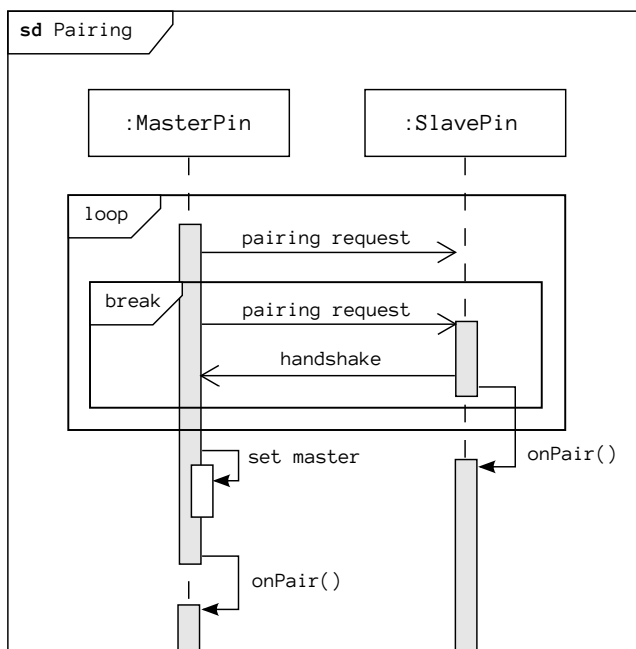 sd Pairing
:MasterPin
:SlavePin
loop
pairing request
break
pairing request
handshake
set master
onPair()
onPair()